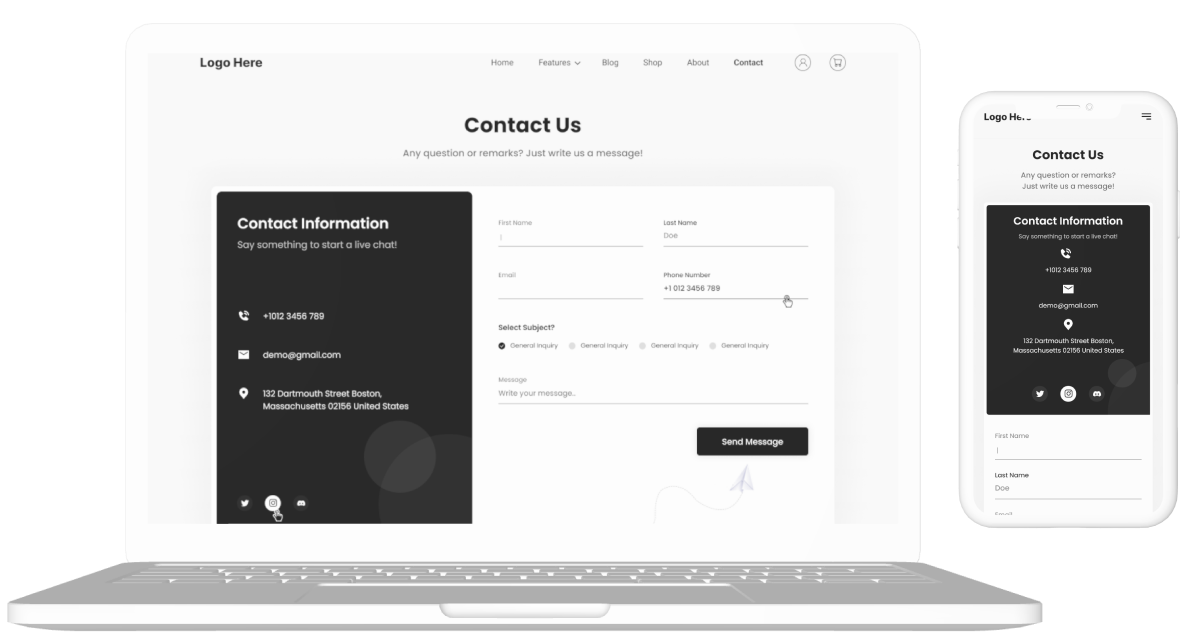 Logo Here
Home Features Blog Shop About Contact
Contact Us
Any question or remarks? Just write us a message!
Contact Information
Say something to start a live chat!
+1012 3456 789
demo@gmail.com
132 Dartmouth Street Boston,
Massachusetts 02156 United States
First Name Last Name
Doe
Email Phone Number
+1 012 3456 789
Select Subject?
General Inquiry General Inquiry General Inquiry General Inquiry
Message
Write your message..
Send Message
Logo
Contact Us
Any question or remarks?
Just write us a message!
Contact Information
Say something to start a live chat!
+1012 3456 789
demo@gmail.com
132 Dartmouth Street Boston,
Massachusetts 02156 United States
First Name
Last Name
Doe